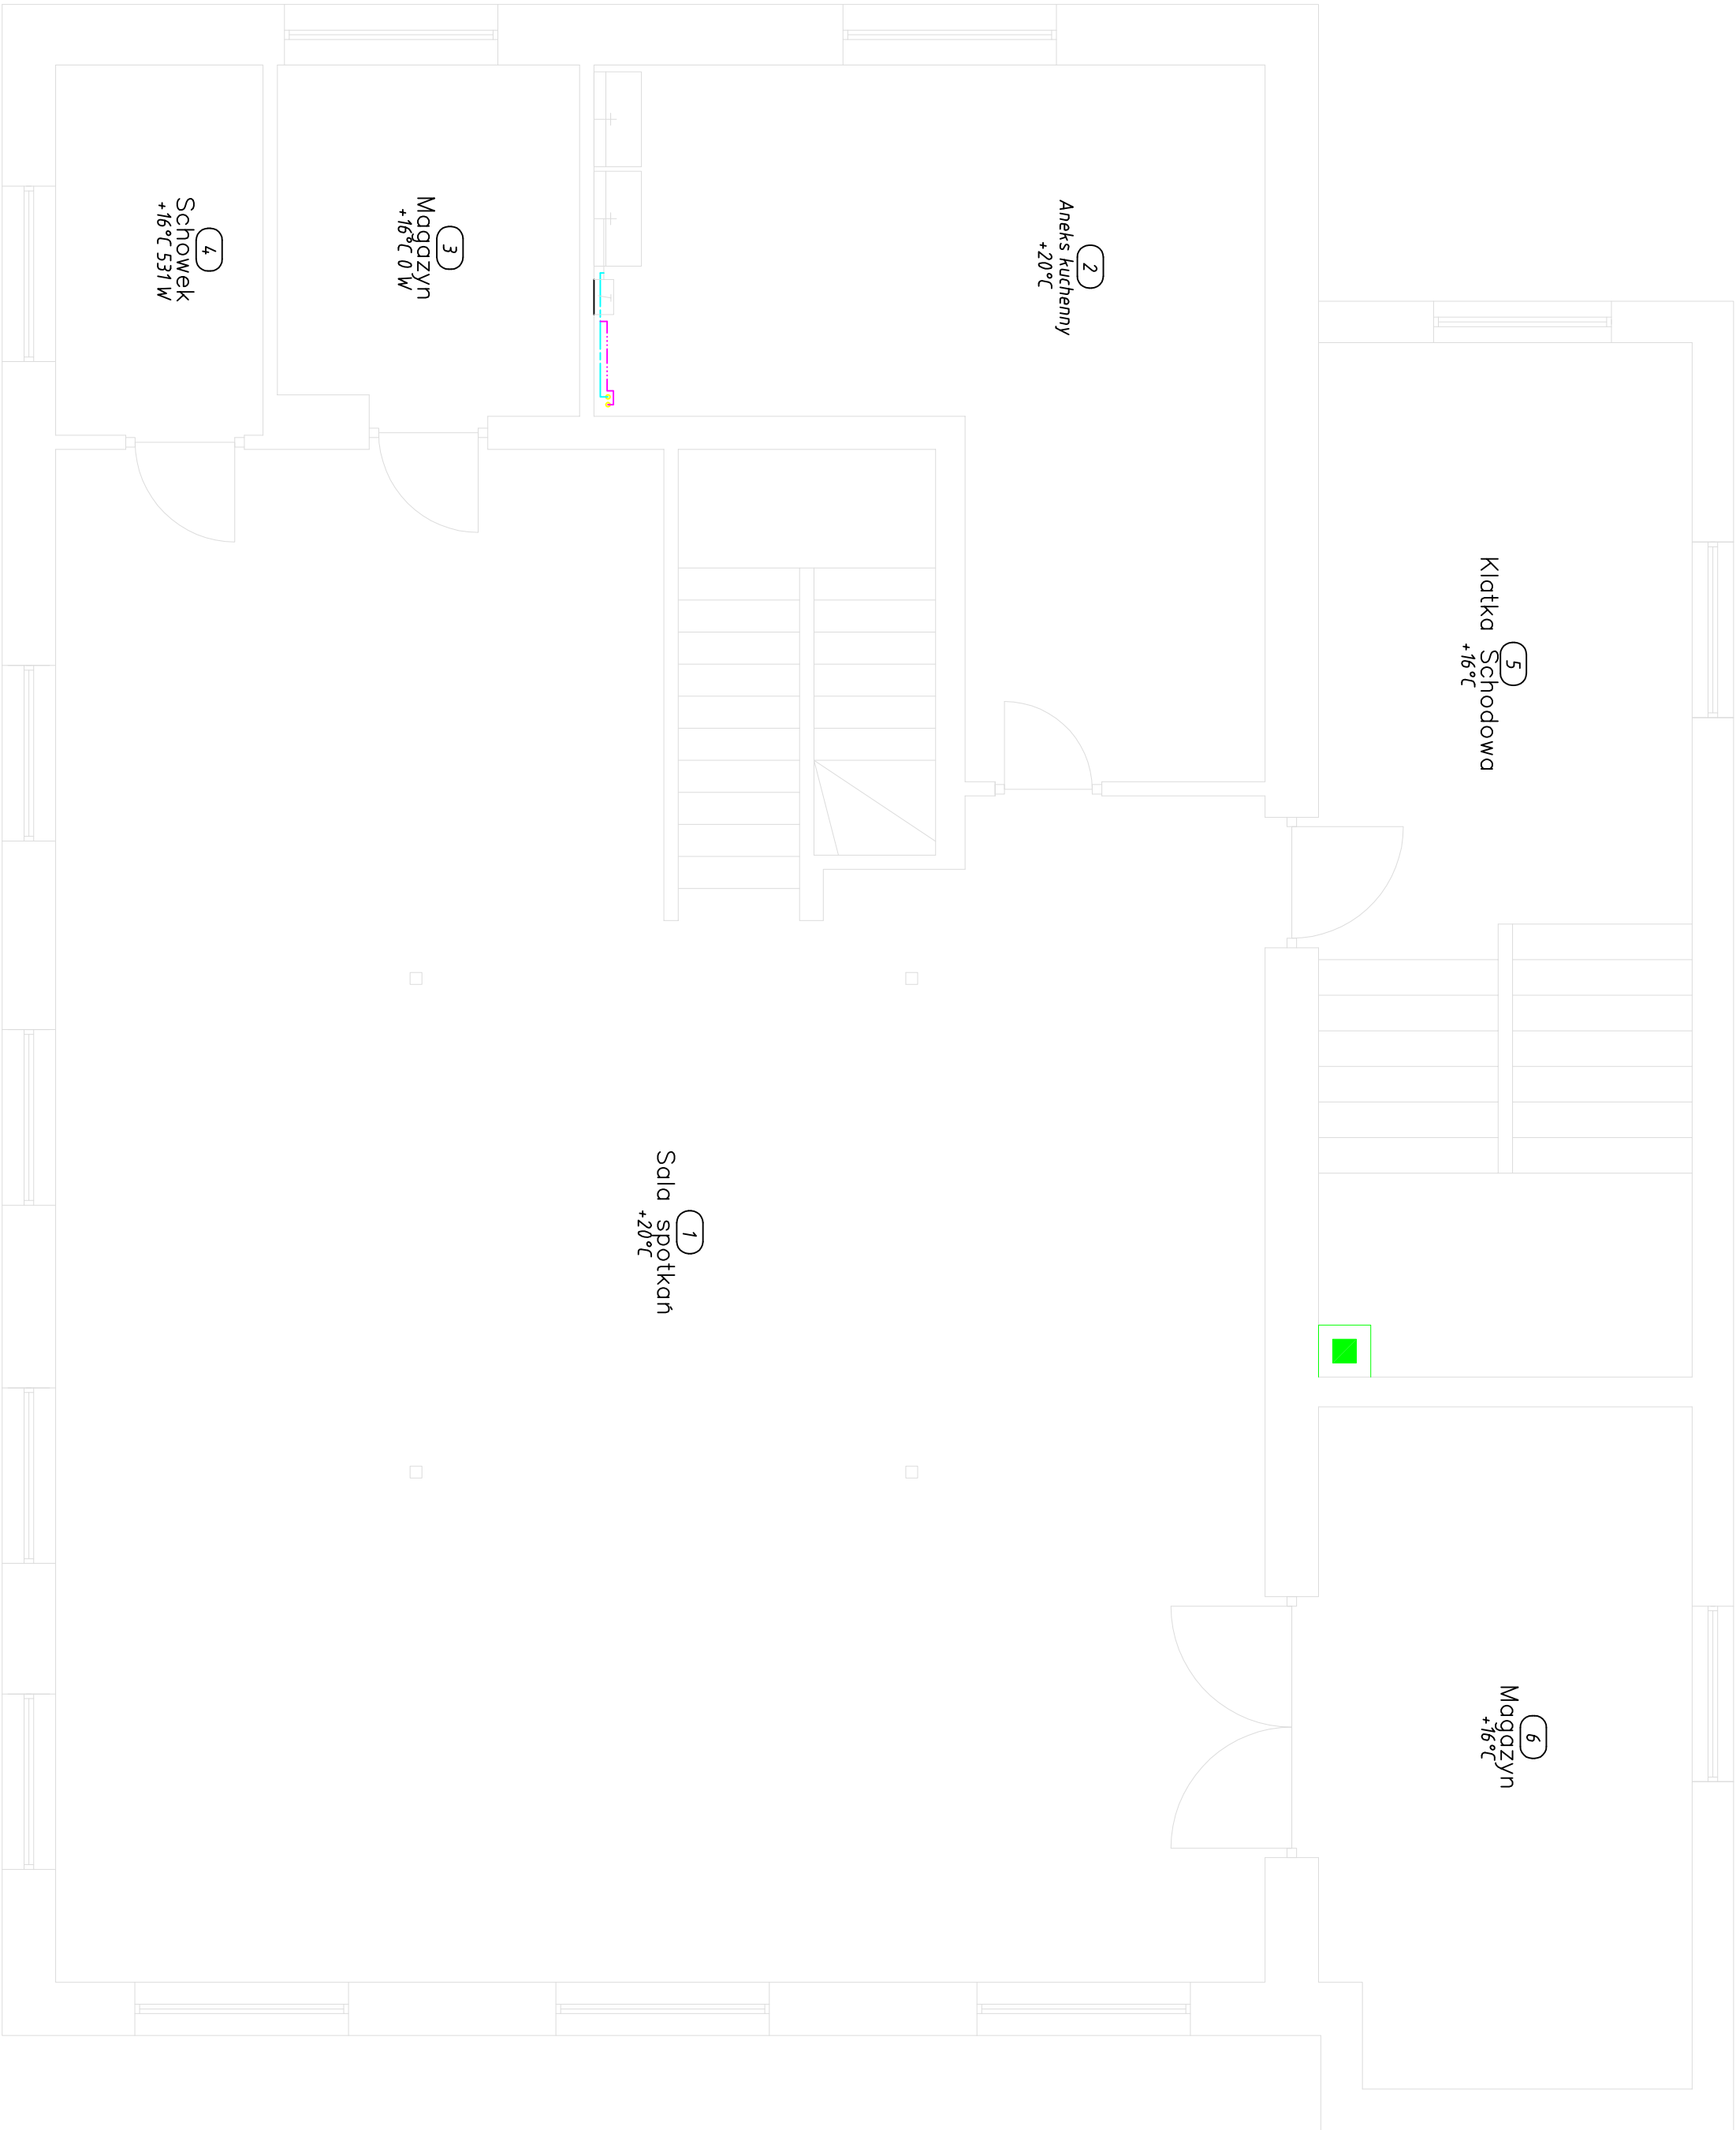 1
Sala spotkań
+20°C
2
Aneks kuchenny
+20°C
3
Magazyn
+16°C 0 W
4
Schowek
+16°C 531 W
5
Klatka Schodowa
+16°C
6
Magazyn
+16°C